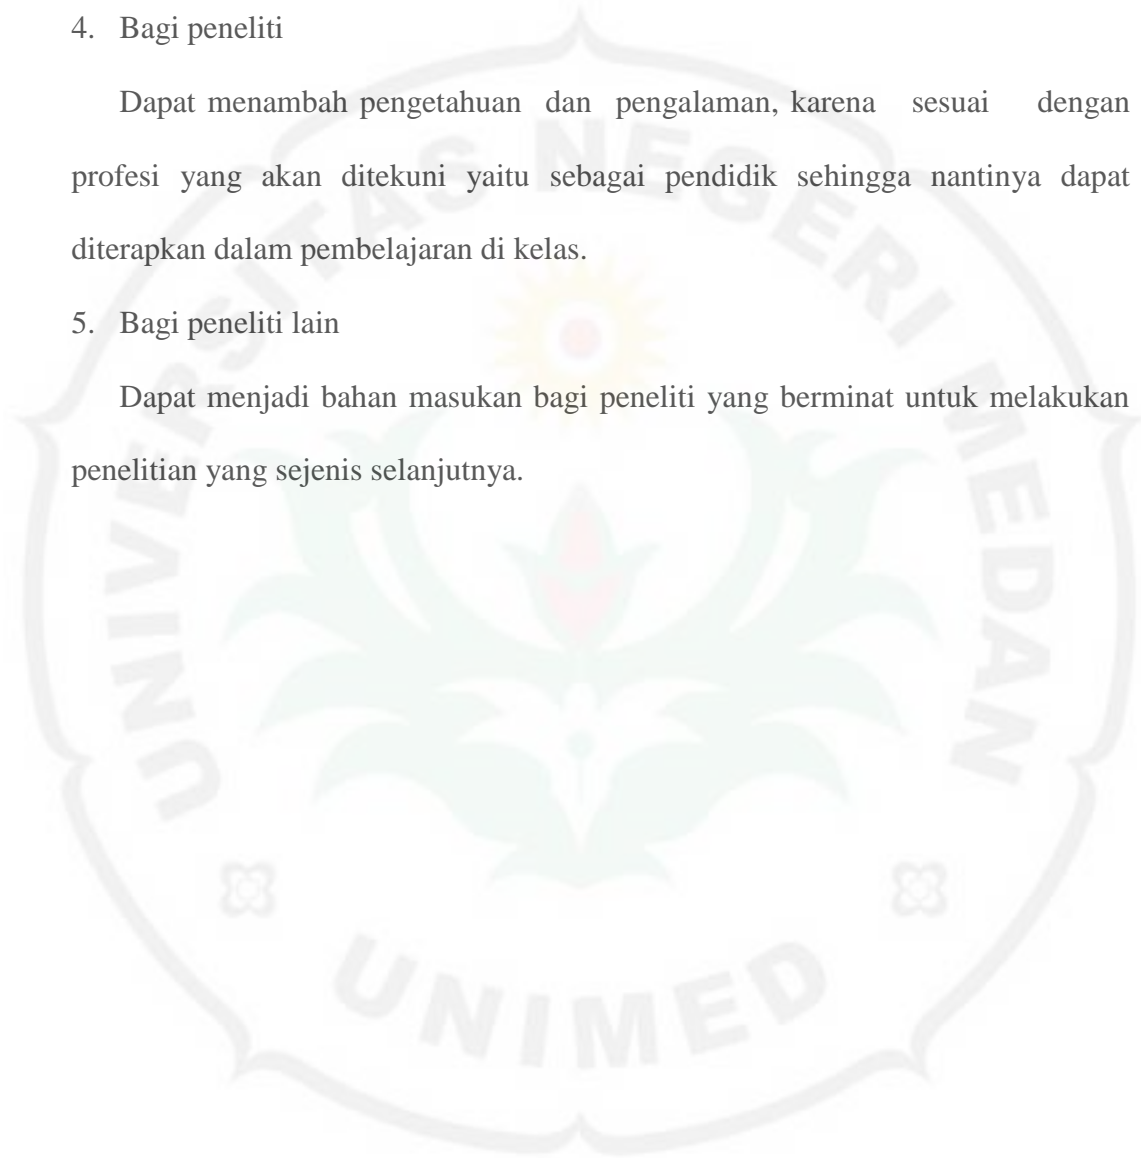 4. Bagi peneliti
Dapat menambah pengetahuan dan pengalaman, karena sesuai dengan
profesi yang akan ditekuni yaitu sebagai pendidik sehingga nantinya dapat
diterapkan dalam pembelajaran di kelas.
5. Bagi peneliti lain
Dapat menjadi bahan masukan bagi peneliti yang berminat untuk melakukan
penelitian yang sejenis selanjutnya.
UNIVERSITAS NEGERI MEDAN
UNIMED